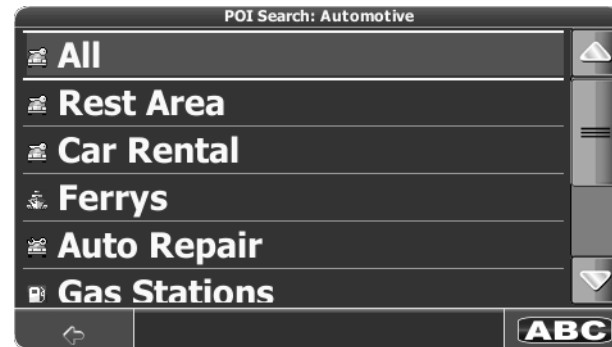 POI Search: Automotive
All
Rest Area
Car Rental
Ferrys
Auto Repair
Gas Stations
ABC